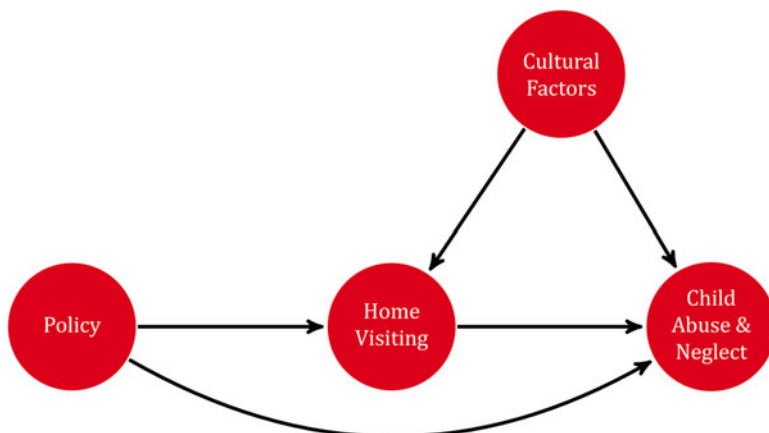 Cultural
Factors
Policy
Home
Visiting
Child
Abuse &
Neglect